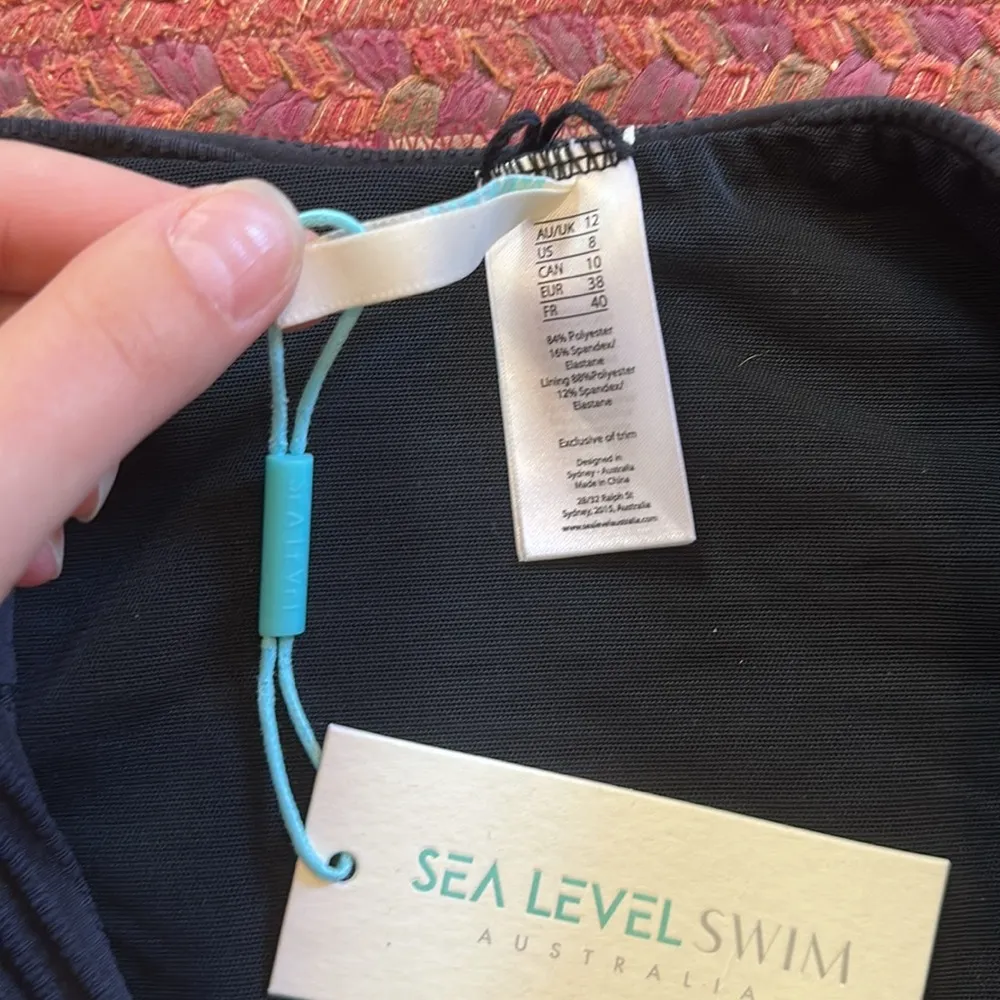 AU/UK 12
US 8
CAN 10
EUR 38
FR 40
84% Polyester
16% Spandex/
Elastane
Lining 88%Polyester
12% Spandex/
Elastane
Exclusive of trim
Designed in
Sydney - Australia
Made in China
28/32 Ralph St
Sydney, 2015, Australia
www.sealevelaustralia.com
SEA LEVEL
SEA LEVEL SWIM
AUSTRALIA